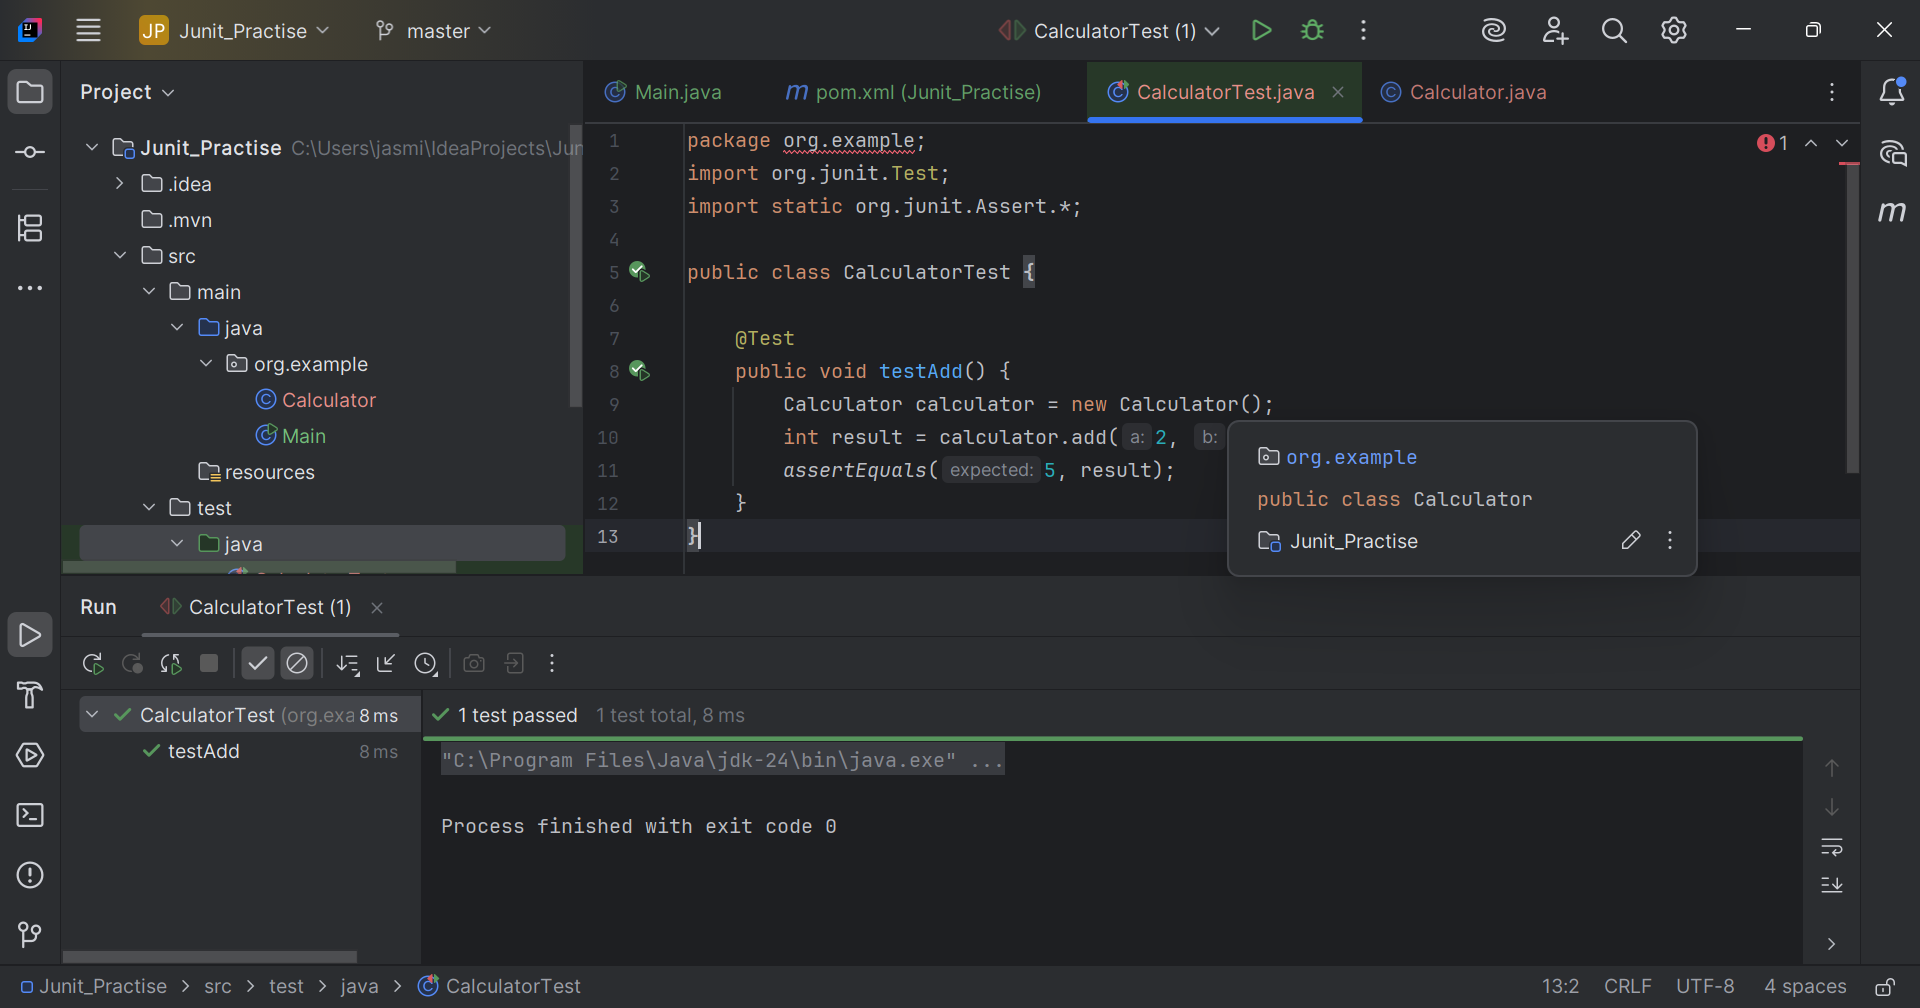 JP Junit_Practise master CalculatorTest (1)
Project
Main.java pom.xml (Junit_Practise) CalculatorTest.java Calculator.java
Junit_Practise C:\Users\jasmi\IdeaProjects\Jun
.idea
.mvn
src
main
java
org.example
Calculator
Main
resources
test
java
1 package org.example;
2 import org.junit.Test;
3 import static org.junit.Assert.*;
4
5 public class CalculatorTest {
6
7 @Test
8 public void testAdd() {
9 Calculator calculator = new Calculator();
10 int result = calculator.add( a: 2, b:
11 assertEquals( expected: 5, result);
12 }
13 }
1
org.example
public class Calculator
Junit_Practise
Run CalculatorTest (1)
CalculatorTest (org.exa 8 ms
testAdd 8 ms
1 test passed 1 test total, 8 ms
"C:\Program Files\Java\jdk-24\bin\java.exe" ...
Process finished with exit code 0
Junit_Practise > src > test > java > CalculatorTest
13:2 CRLF UTF-8 4 spaces